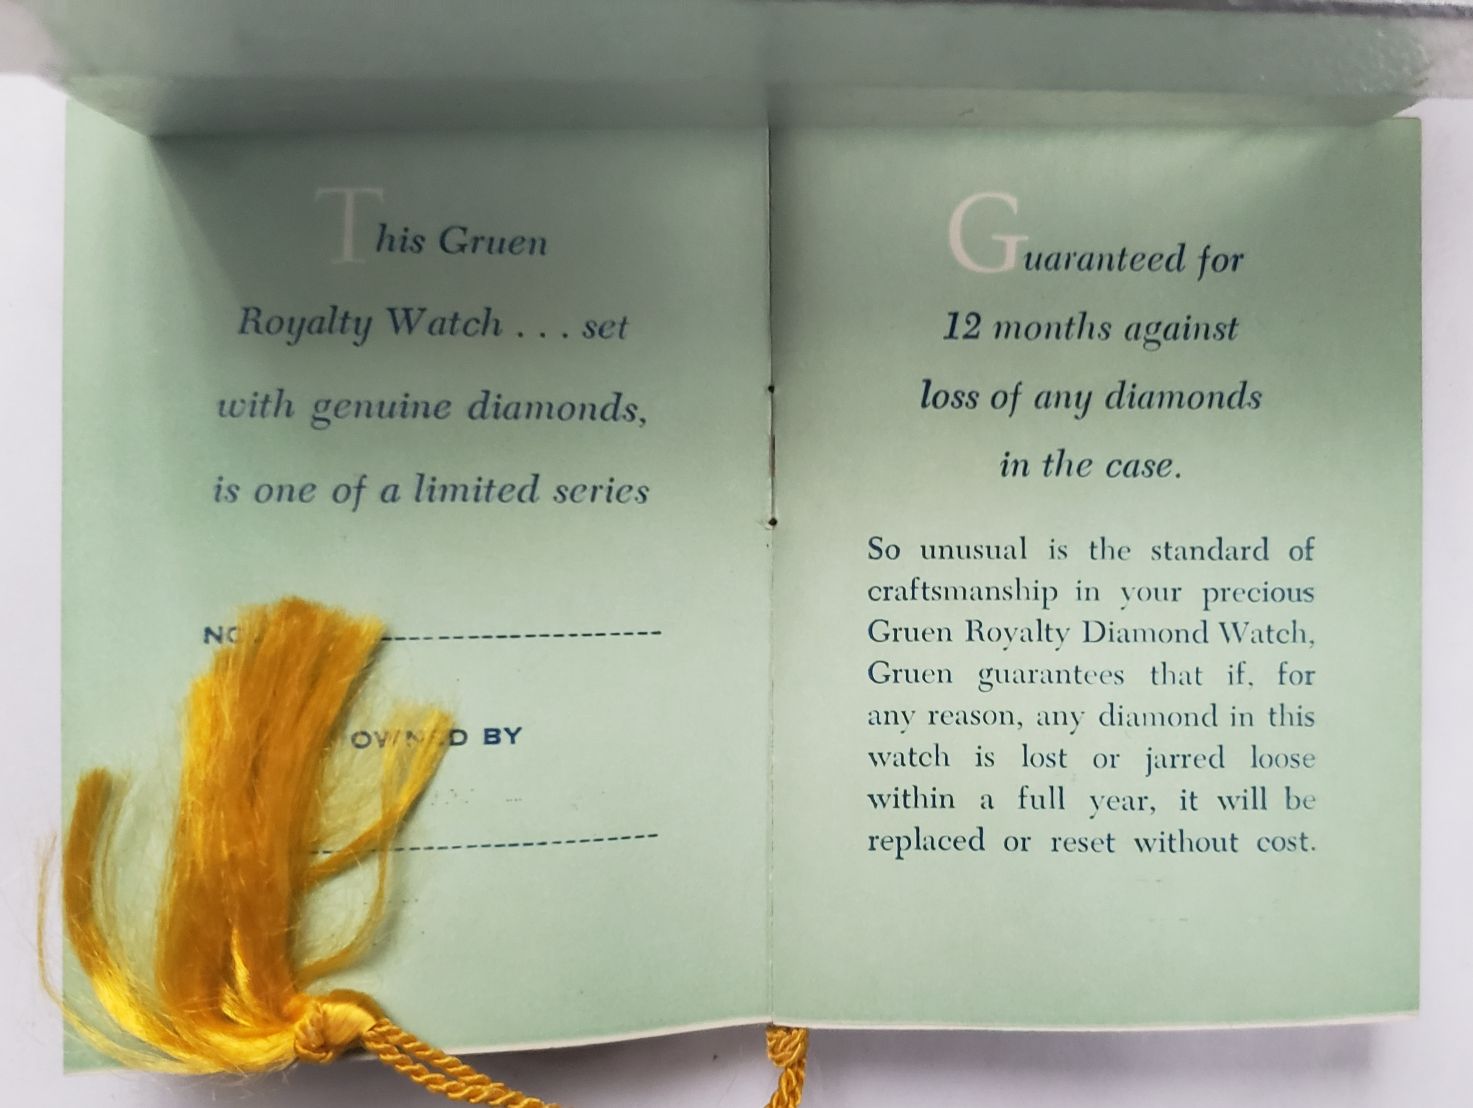 This Gruen
Royalty Watch . . . set
with genuine diamonds,
is one of a limited series
OWNED BY
Guaranteed for
12 months against
loss of any diamonds
in the case.
So unusual is the standard of
craftsmanship in your precious
Gruen Royalty Diamond Watch,
Gruen guarantees that if, for
any reason, any diamond in this
watch is lost or jarred loose
within a full year, it will be
replaced or reset without cost.